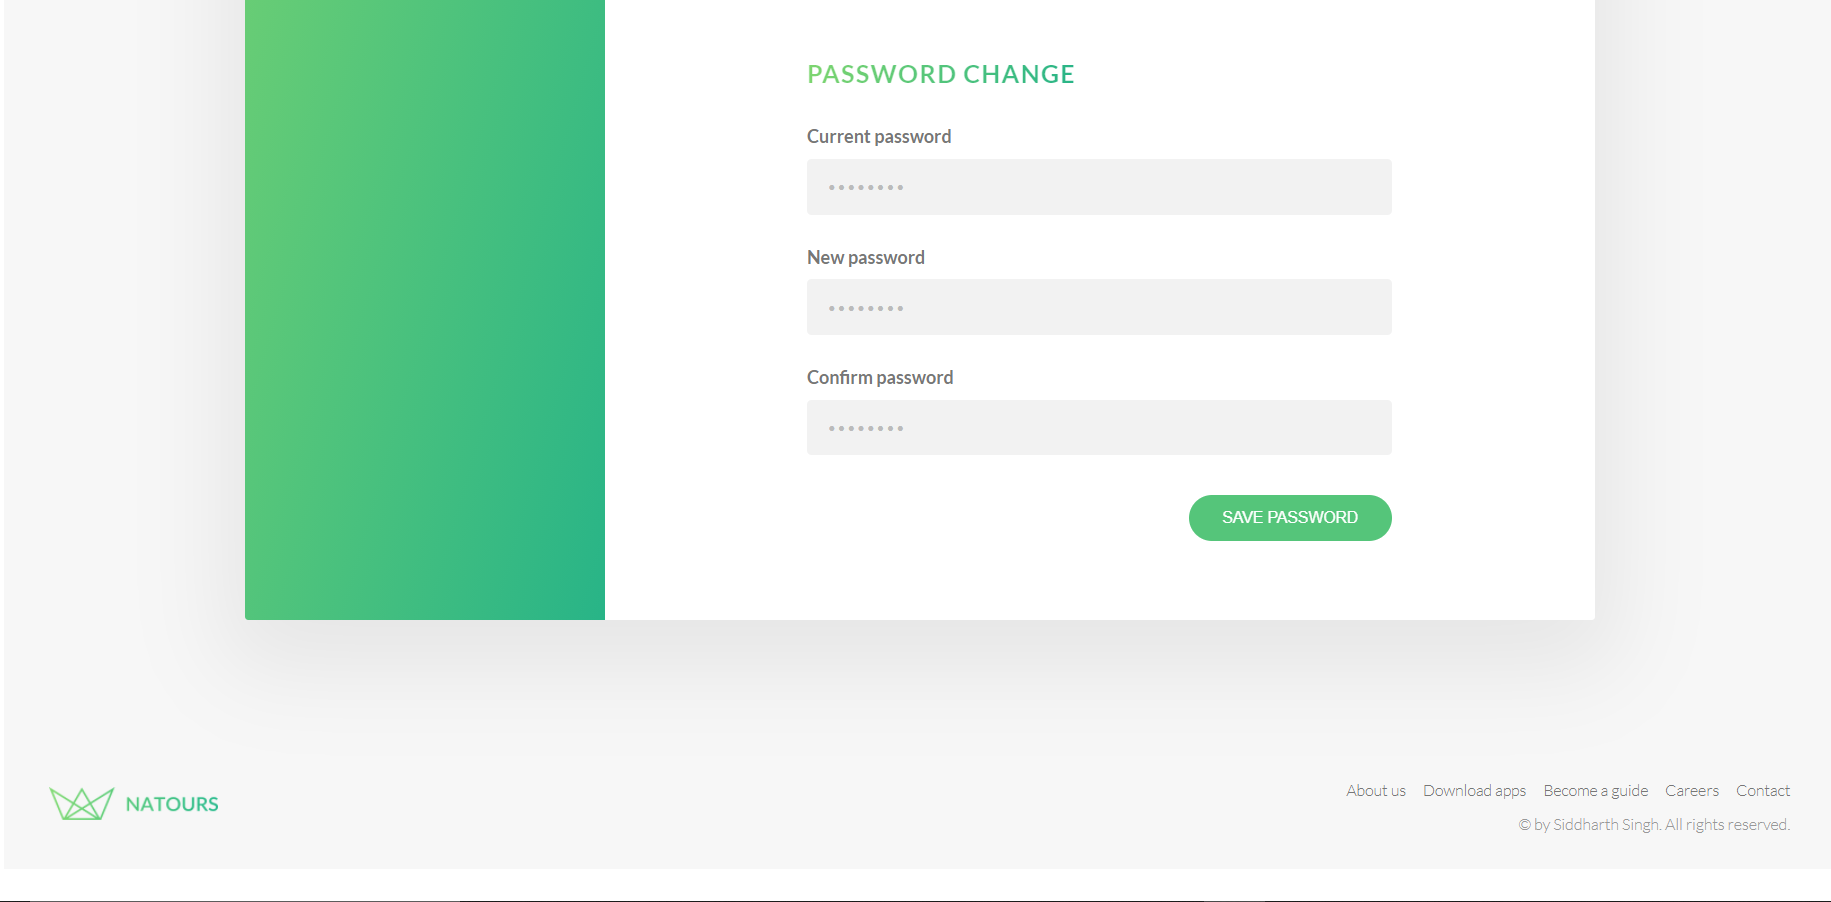 PASSWORD CHANGE
Current password
••••••••
New password
••••••••
Confirm password
••••••••
SAVE PASSWORD
NATOURS
About us Download apps Become a guide Careers Contact
© by Siddharth Singh. All rights reserved.